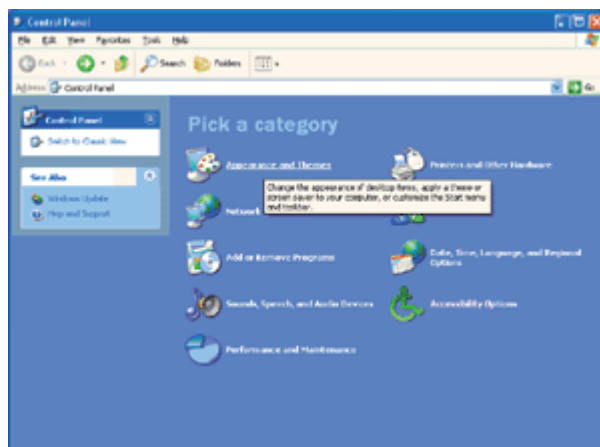 Control Panel
File Edit View Favorites Tools Help
Back Search Folders
Address Control Panel Go
Control Panel
Switch to Classic View
See Also
Windows Update
Help and Support
Pick a category
Appearance and Themes
Printers and Other Hardware
Change the appearance of desktop items, apply a theme or
screen saver to your computer, or customize the Start menu
and taskbar.
Network
Add or Remove Programs
Date, Time, Language, and Regional
Options
Sounds, Speech, and Audio Devices
Accessibility Options
Performance and Maintenance